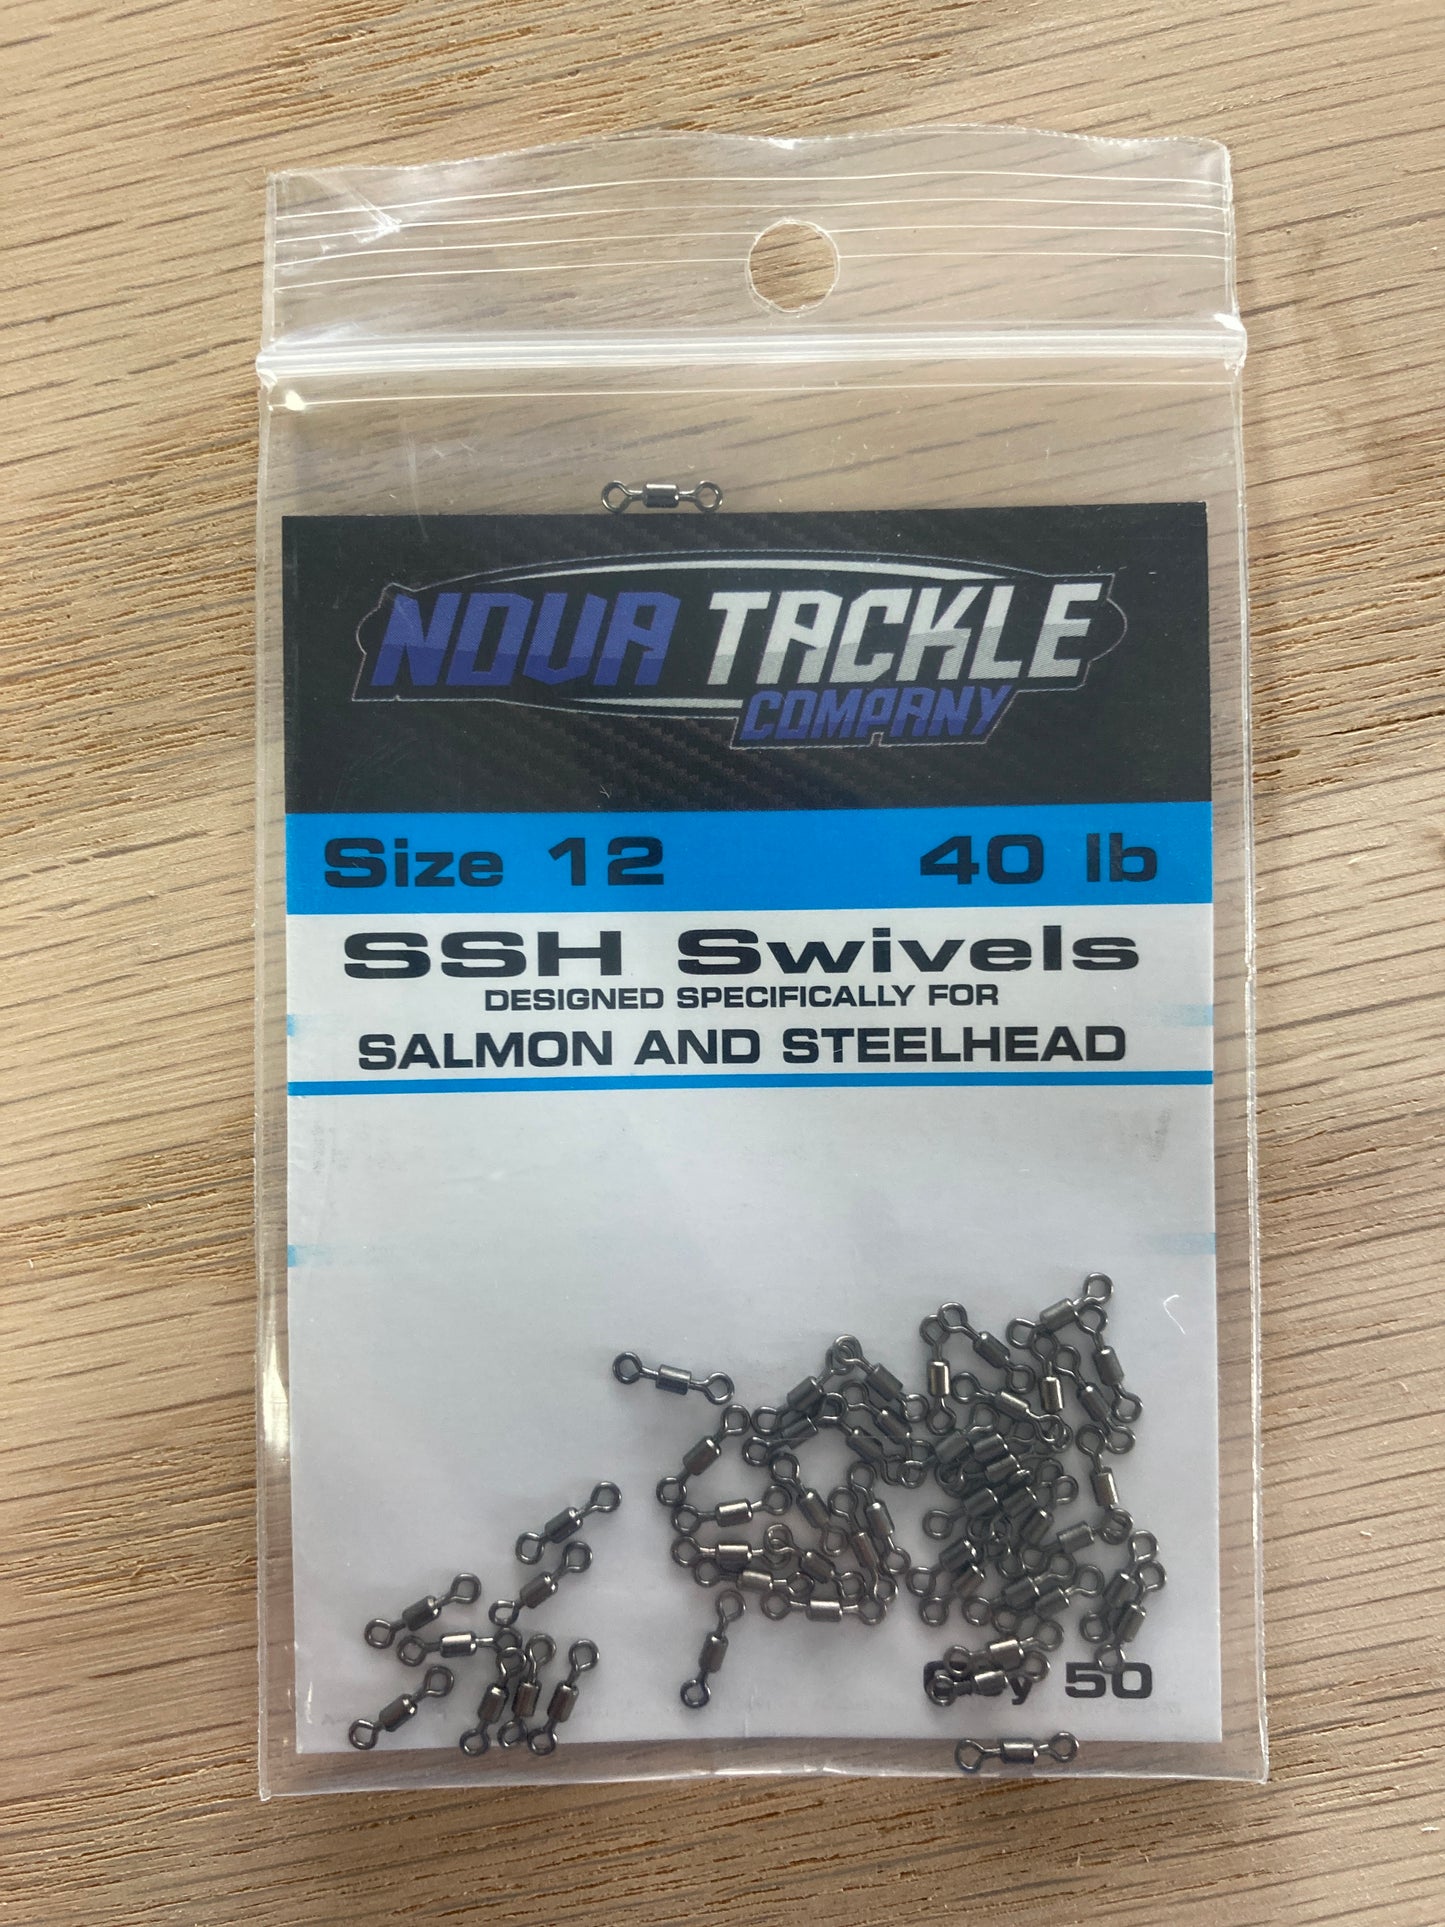 NOVA TACKLE
COMPANY
Size 12 40 lb
SSH Swivels
DESIGNED SPECIFICALLY FOR
SALMON AND STEELHEAD
50